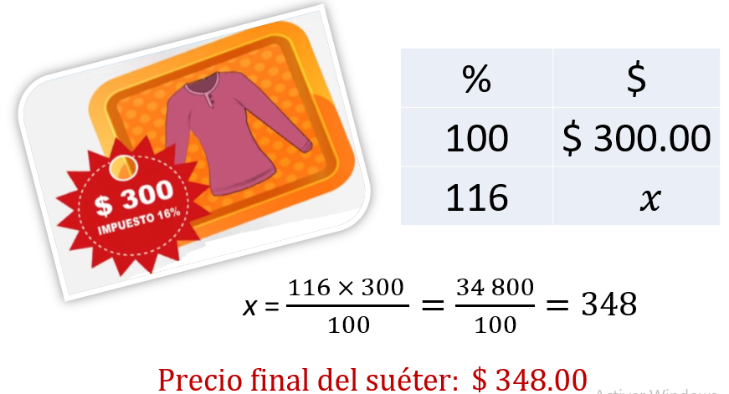 $ 300
IMPUESTO 16%
% $
100 $ 300.00
116 x
x = 116 × 300 / 100 = 34 800 / 100 = 348
Precio final del suéter: $ 348.00